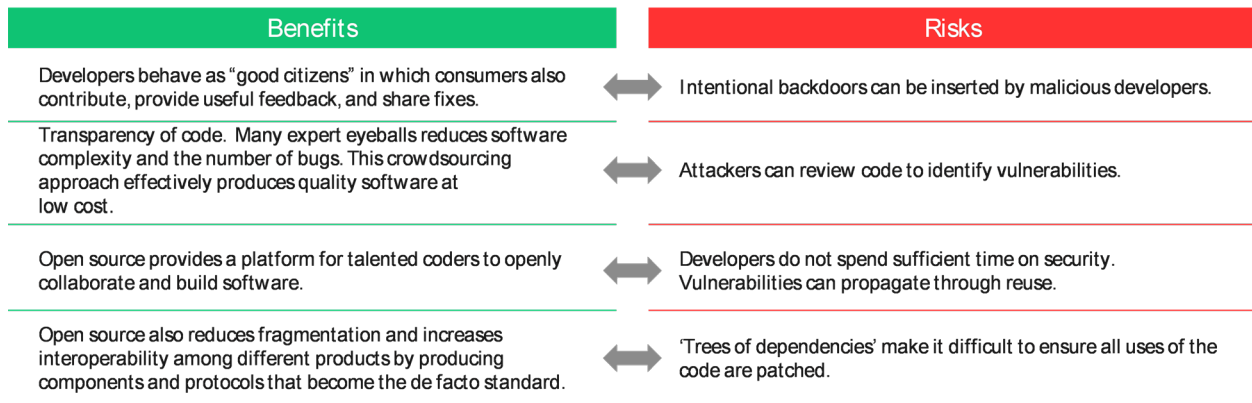 Benefits
Risks
Developers behave as “good citizens” in which consumers also
contribute, provide useful feedback, and share fixes.
Intentional backdoors can be inserted by malicious developers.
Transparency of code. Many expert eyeballs reduces software
complexity and the number of bugs. This crowdsourcing
approach effectively produces quality software at
low cost.
Attackers can review code to identify vulnerabilities.
Open source provides a platform for talented coders to openly
collaborate and build software.
Developers do not spend sufficient time on security.
Vulnerabilities can propagate through reuse.
Open source also reduces fragmentation and increases
interoperability among different products by producing
components and protocols that become the de facto standard.
‘Trees of dependencies’ make it difficult to ensure all uses of the
code are patched.